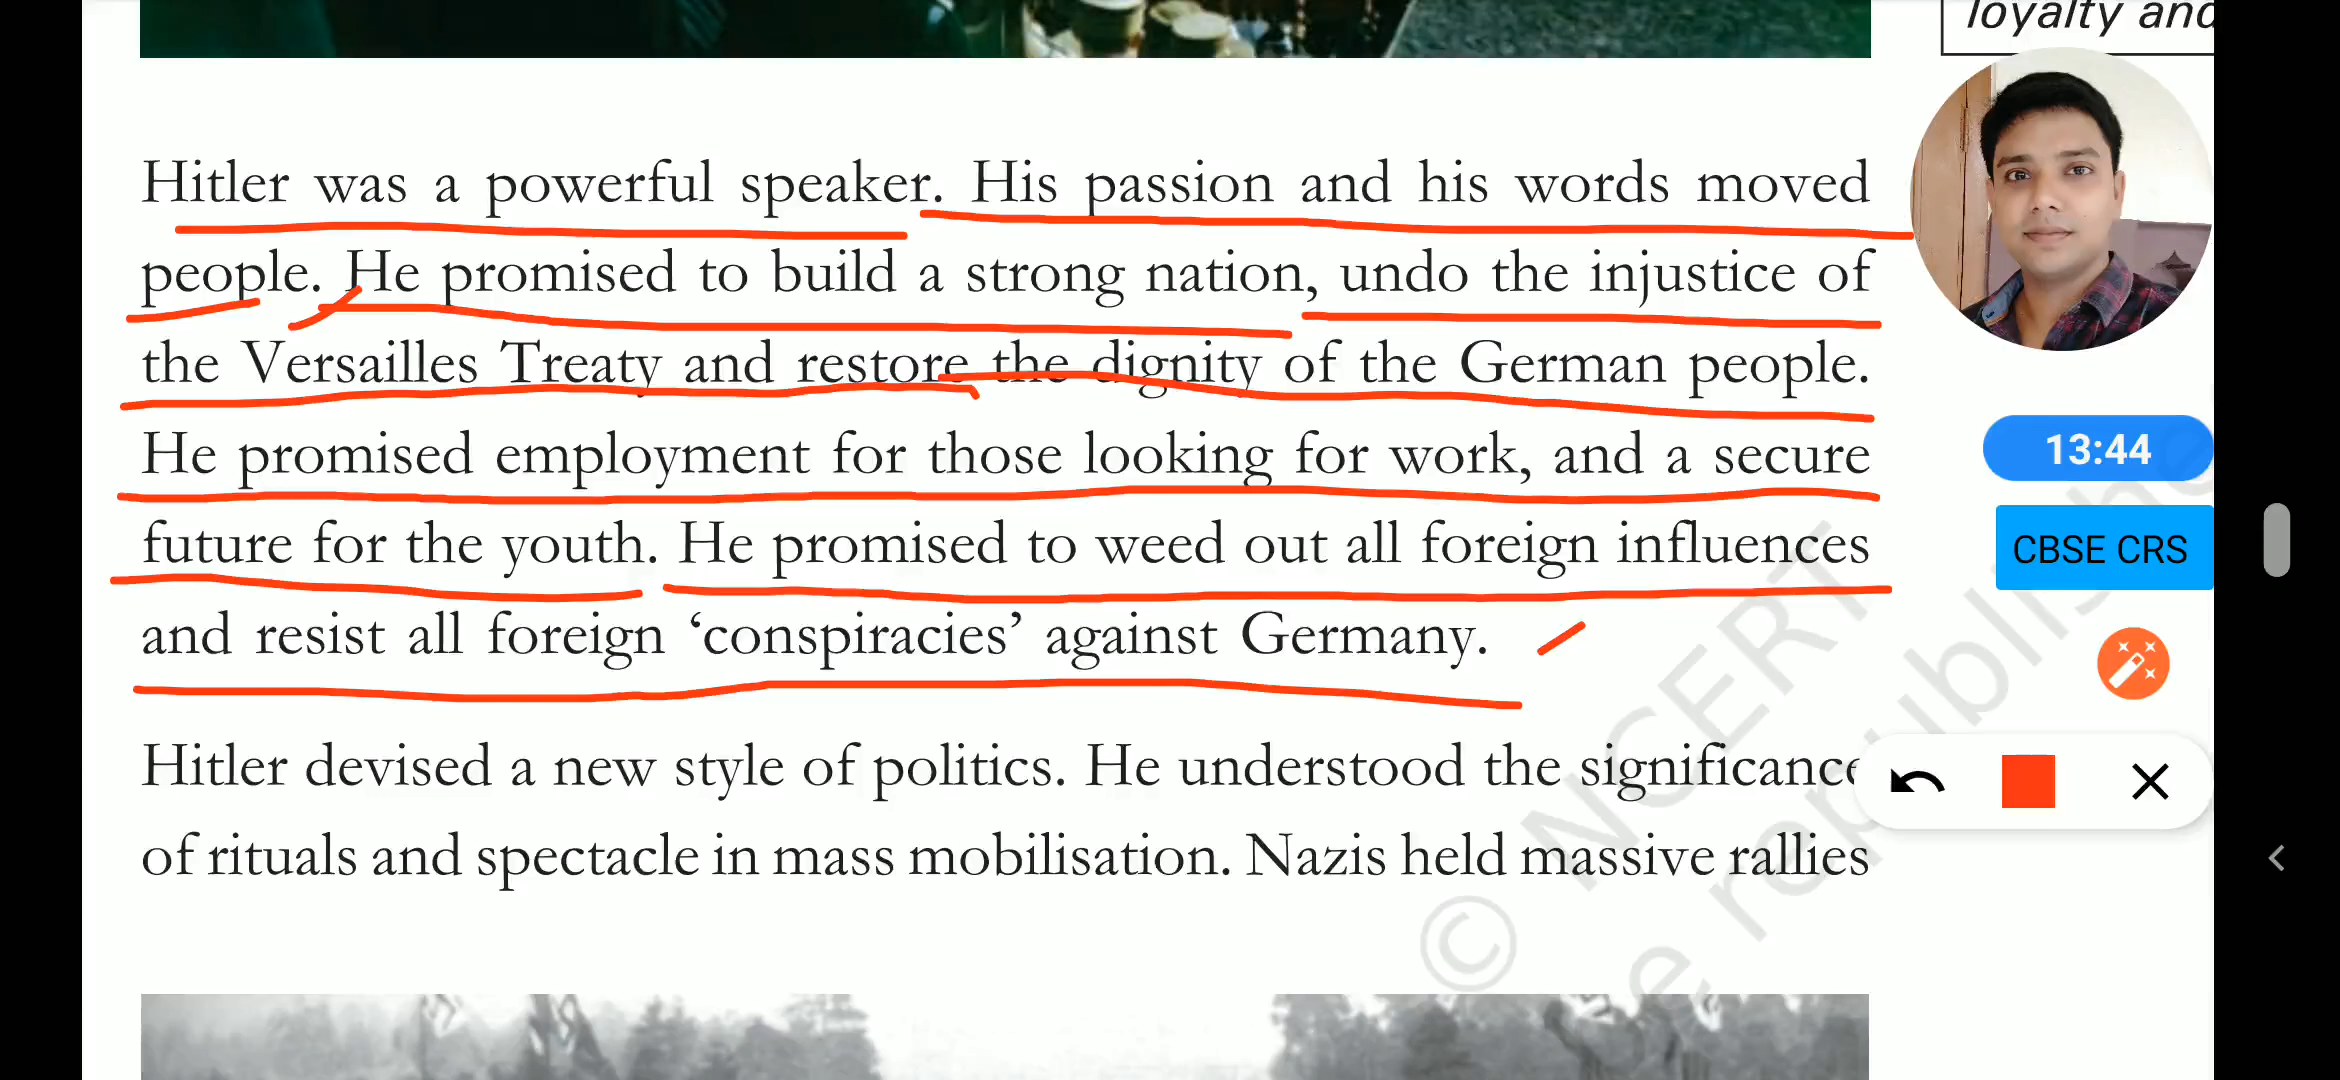 loyalty and
Hitler was a powerful speaker. His passion and his words moved
people. He promised to build a strong nation, undo the injustice of
the Versailles Treaty and restore the dignity of the German people.
He promised employment for those looking for work, and a secure
future for the youth. He promised to weed out all foreign influences
and resist all foreign ‘conspiracies’ against Germany.
Hitler devised a new style of politics. He understood the significance
of rituals and spectacle in mass mobilisation. Nazis held massive rallies
13:44
CBSE CRS
© NCERT
e republishe